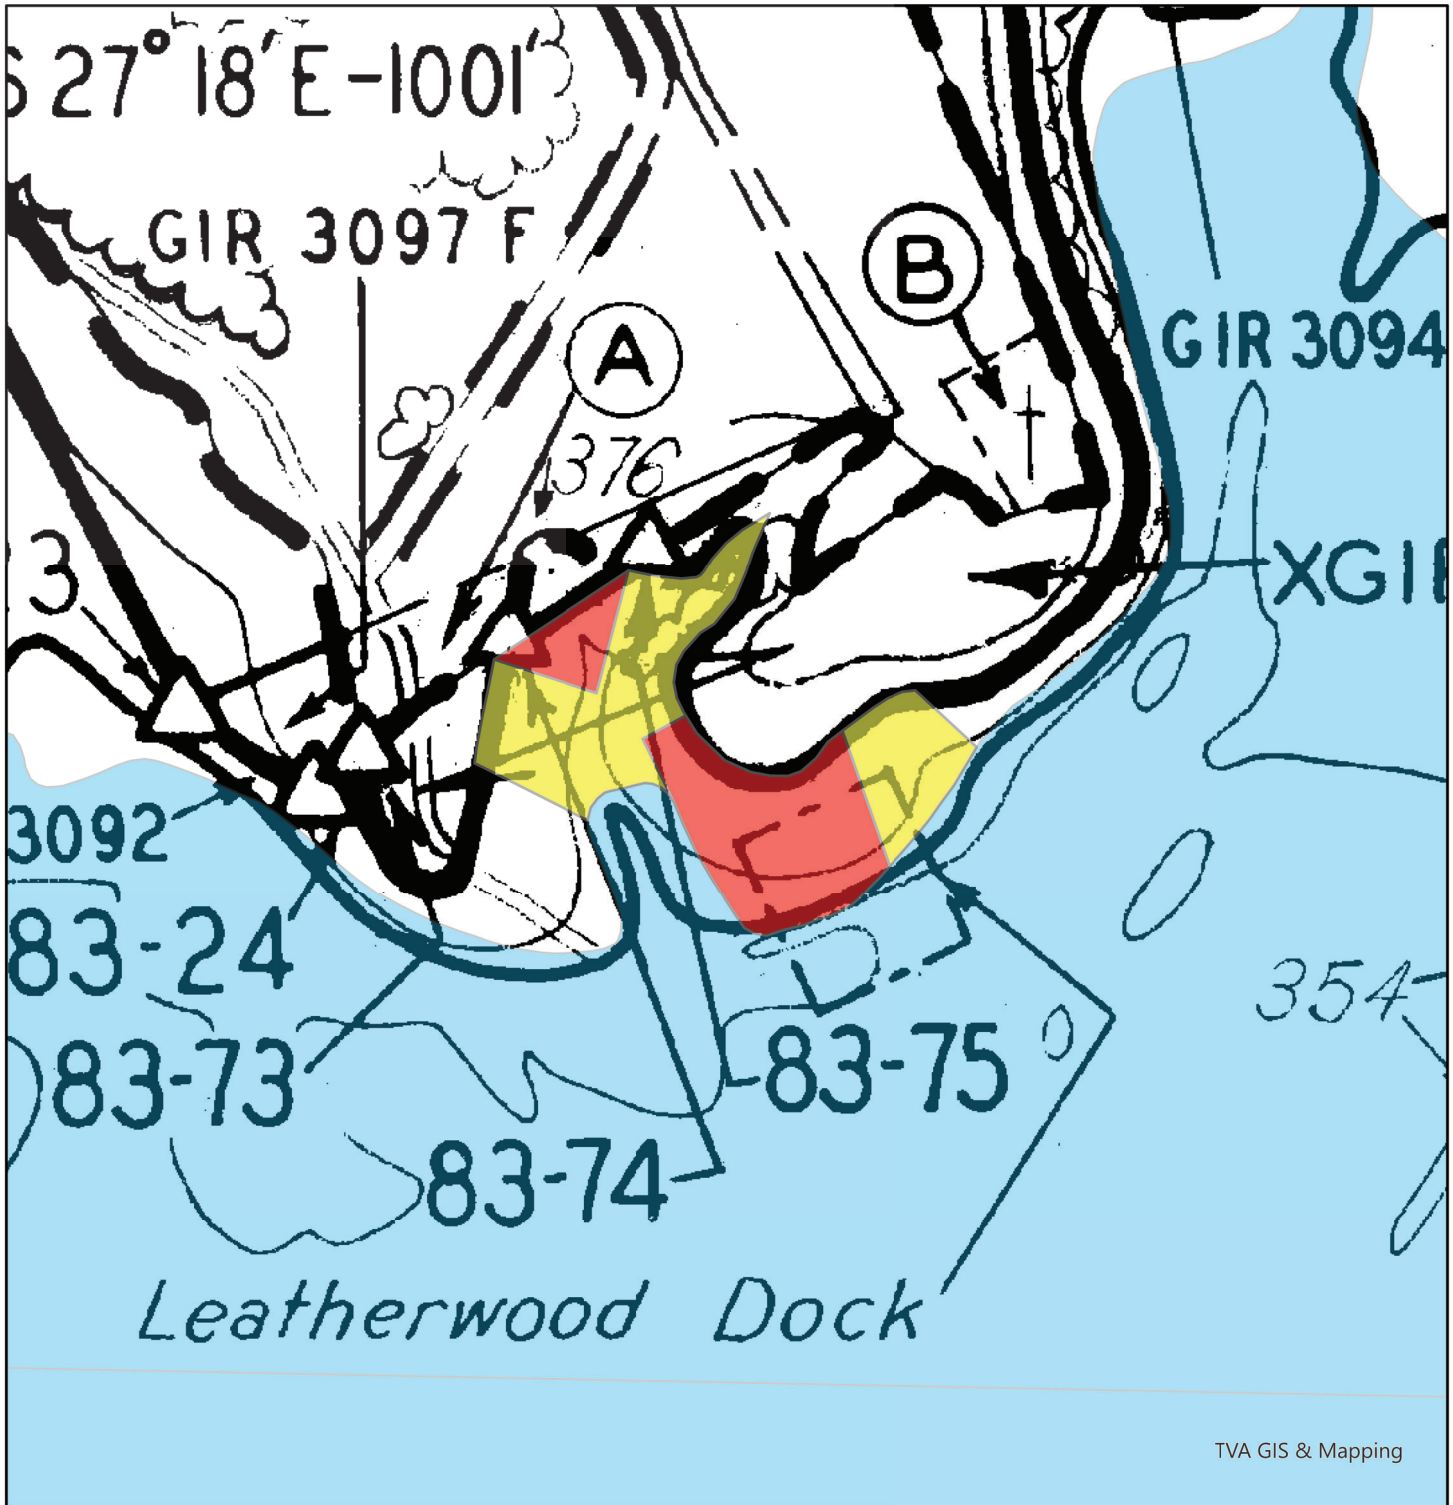 S 27° 18' E - 1001'
GIR 3097 F
B
A
GIR 3094
376
3
XGIR
3092
83-24
354
83-73
83-75
83-74
Leatherwood Dock
TVA GIS & Mapping